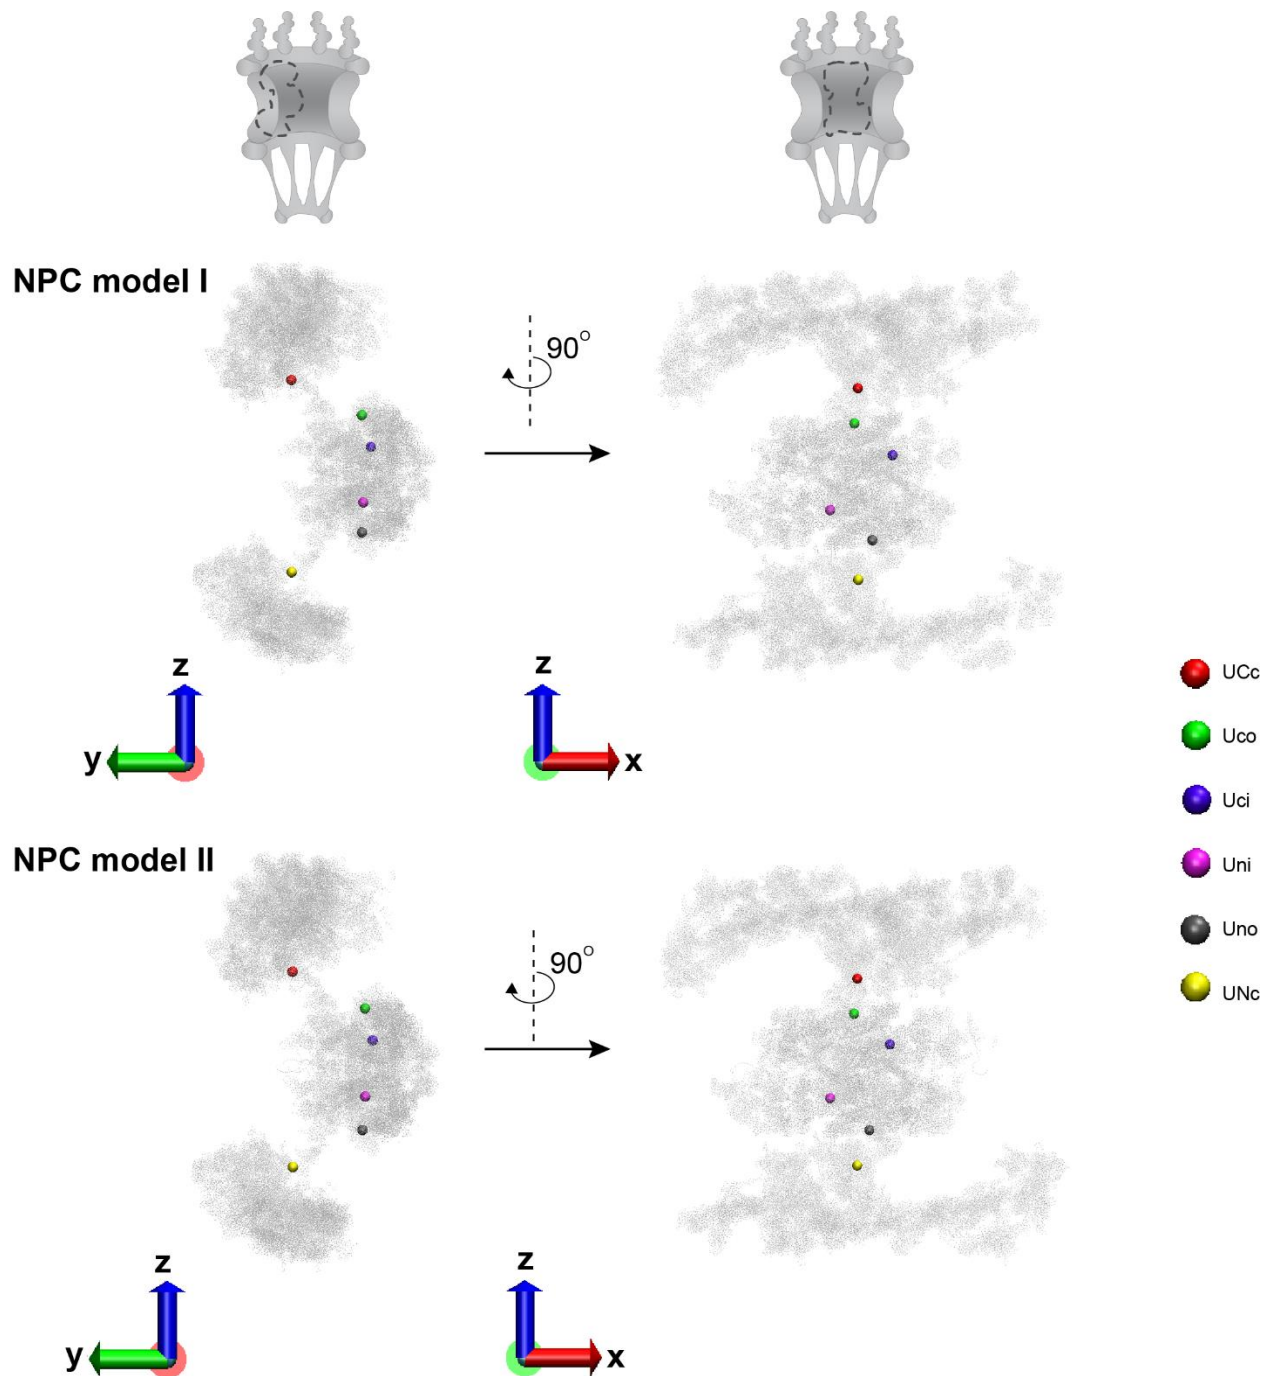 NPC model I
90°
z
z
y
x
UCc
Uco
Uci
Uni
Uno
UNc
NPC model II
90°
z
z
y
x